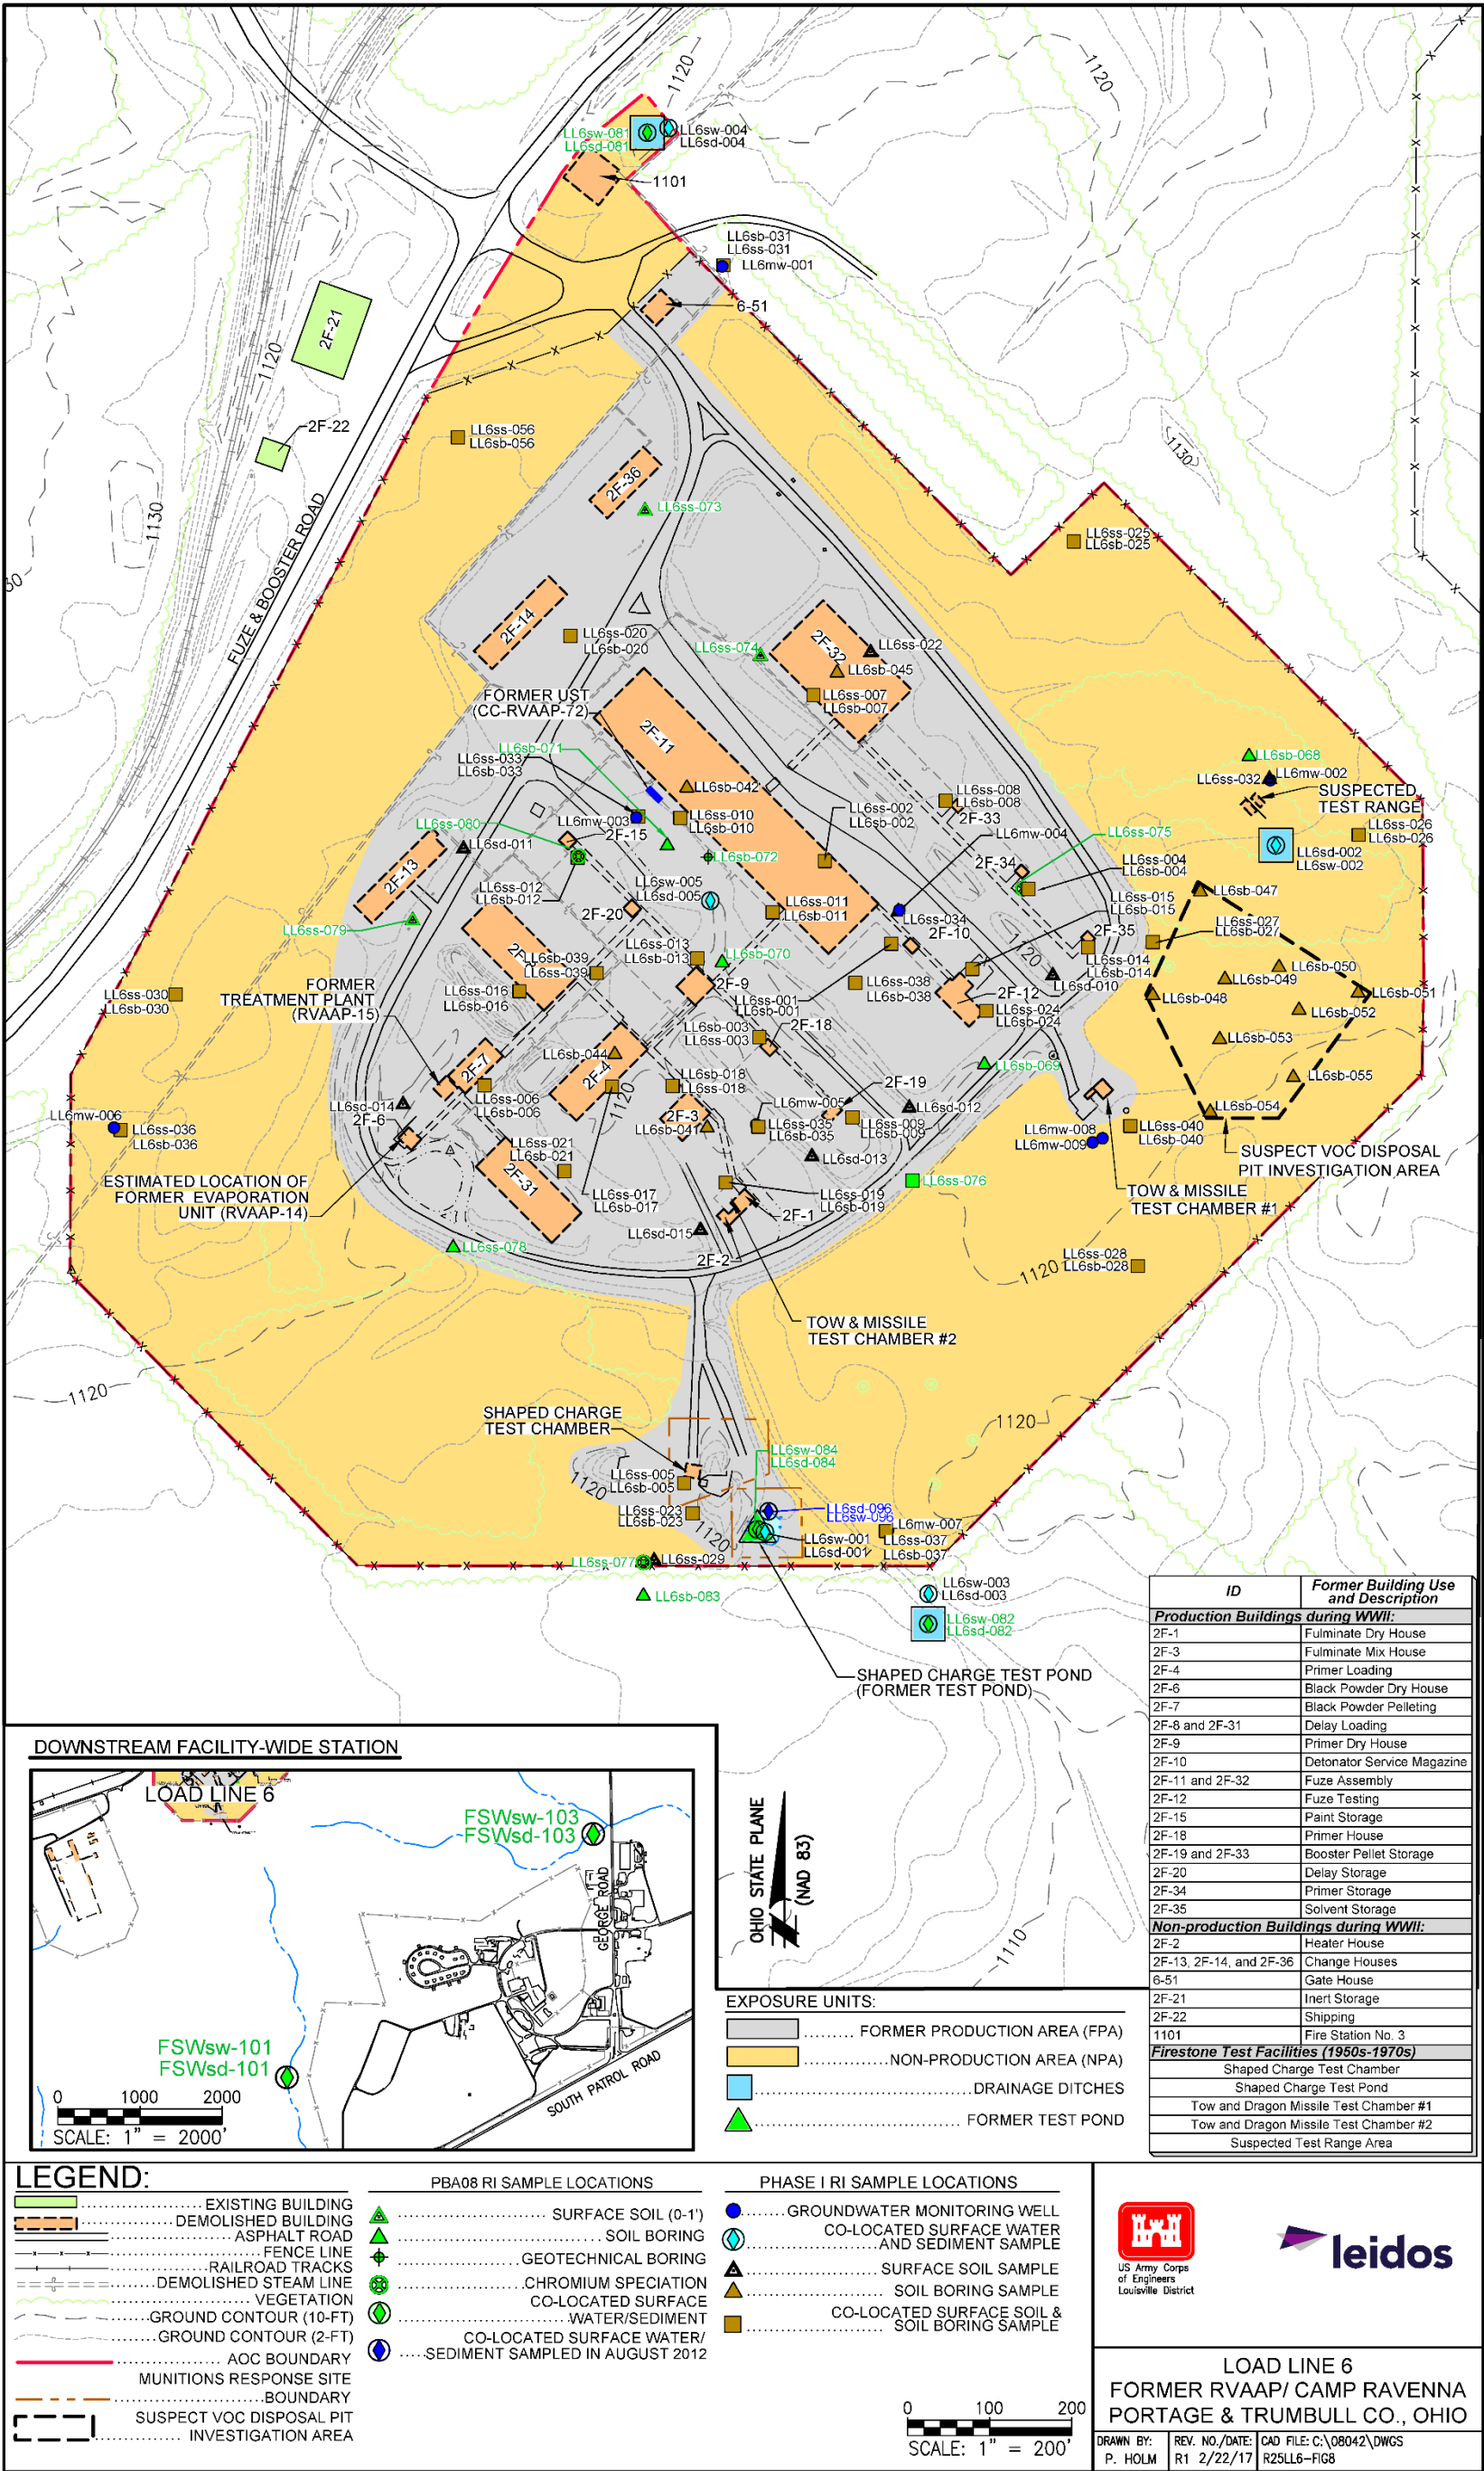 1120
1120
LL6sw-081
LL6sd-081
LL6sw-004
LL6sd-004
1101
LL6sb-031
LL6ss-031
LL6mw-001
6-51
2F-21
1120
2F-22
1130
FUZE & BOOSTER ROAD
LL6ss-056
LL6sb-056
1130
2F-36
LL6ss-073
LL6ss-025
LL6sb-025
2F-14
LL6ss-020
LL6sb-020
LL6ss-074
2F-32
LL6ss-022
LL6sb-045
LL6ss-007
LL6sb-007
FORMER UST
(CC-RVAAP-72)
2F-11
LL6sb-071
LL6ss-033
LL6sb-033
LL6sb-042
LL6sb-068
LL6ss-032
LL6mw-002
SUSPECTED
TEST RANGE
LL6ss-008
LL6sb-008
2F-33
LL6ss-002
LL6sb-002
LL6ss-010
LL6sb-010
LL6mw-003
2F-15
LL6ss-080
LL6sd-011
LL6mw-004
LL6ss-075
LL6ss-026
LL6sb-026
LL6sd-002
LL6sw-002
LL6sb-072
2F-34
LL6ss-004
LL6sb-004
2F-13
LL6ss-012
LL6sb-012
LL6sw-005
LL6sd-005
LL6sb-047
LL6ss-015
LL6sb-015
LL6ss-011
LL6sb-011
2F-20
LL6ss-034
2F-10
2F-35
LL6ss-027
LL6sb-027
LL6ss-079
LL6ss-013
LL6sb-013
LL6sb-070
1120
LL6ss-014
LL6sb-014
LL6sb-039
LL6ss-039
LL6sb-050
LL6sb-049
LL6sd-010
LL6ss-038
LL6sb-038
2F-9
FORMER
TREATMENT PLANT
(RVAAP-15)
LL6ss-016
LL6sb-016
LL6ss-030
LL6sb-030
LL6sb-048
LL6sb-051
LL6sb-052
2F-12
LL6ss-001
LL6sb-001
LL6ss-024
LL6sb-024
2F-18
LL6sb-003
LL6ss-003
LL6sb-053
LL6sb-044
2F-7
2F-4
LL6sb-069
LL6sb-055
LL6sb-018
LL6ss-018
2F-19
1120
LL6sd-014
2F-6
LL6ss-006
LL6sb-006
LL6mw-005
LL6sd-012
LL6sb-054
LL6mw-006
LL6ss-036
LL6sb-036
2F-3
LL6sb-041
LL6ss-035
LL6sb-035
LL6ss-009
LL6sb-009
LL6mw-008
LL6mw-009
LL6ss-040
LL6sb-040
SUSPECT VOC DISPOSAL
PIT INVESTIGATION AREA
LL6ss-021
LL6sb-021
2F-31
LL6sd-013
LL6ss-076
TOW & MISSILE
TEST CHAMBER #1
ESTIMATED LOCATION OF
FORMER EVAPORATION
UNIT (RVAAP-14)
LL6ss-017
LL6sb-017
LL6ss-019
LL6sb-019
2F-1
LL6sd-015
LL6ss-078
2F-2
LL6ss-028
LL6sb-028
1120
TOW & MISSILE
TEST CHAMBER #2
1120
SHAPED CHARGE
TEST CHAMBER
1120
LL6sw-084
LL6sd-084
LL6ss-005
LL6sb-005
1120
LL6ss-023
LL6sb-023
1120
LL6sd-096
LL6sw-096
LL6sw-001
LL6sd-001
LL6mw-007
LL6ss-037
LL6sb-037
LL6ss-077
LL6ss-029
LL6sb-083
LL6sw-003
LL6sd-003
LL6sw-082
LL6sd-082
SHAPED CHARGE TEST POND
(FORMER TEST POND)
1110
ID Former Building Use and Description
Production Buildings during WWII:
2F-1 Fulminate Dry House
2F-3 Fulminate Mix House
2F-4 Primer Loading
2F-6 Black Powder Dry House
2F-7 Black Powder Pelleting
2F-8 and 2F-31 Delay Loading
2F-9 Primer Dry House
2F-10 Detonator Service Magazine
2F-11 and 2F-32 Fuze Assembly
2F-12 Fuze Testing
2F-15 Paint Storage
2F-18 Primer House
2F-19 and 2F-33 Booster Pellet Storage
2F-20 Delay Storage
2F-34 Primer Storage
2F-35 Solvent Storage
Non-production Buildings during WWII:
2F-2 Heater House
2F-13, 2F-14, and 2F-36 Change Houses
6-51 Gate House
2F-21 Inert Storage
2F-22 Shipping
1101 Fire Station No. 3
Firestone Test Facilities (1950s-1970s)
Shaped Charge Test Chamber
Shaped Charge Test Pond
Tow and Dragon Missile Test Chamber #1
Tow and Dragon Missile Test Chamber #2
Suspected Test Range Area
DOWNSTREAM FACILITY-WIDE STATION
LOAD LINE 6
FSWsw-103
FSWsd-103
GEORGE ROAD
FSWsw-101
FSWsd-101
SOUTH PATROL ROAD
0 1000 2000
SCALE: 1" = 2000'
OHIO STATE PLANE
(NAD 83)
EXPOSURE UNITS:
FORMER PRODUCTION AREA (FPA)
NON-PRODUCTION AREA (NPA)
DRAINAGE DITCHES
FORMER TEST POND
LEGEND:
EXISTING BUILDING
DEMOLISHED BUILDING
ASPHALT ROAD
FENCE LINE
RAILROAD TRACKS
DEMOLISHED STEAM LINE
VEGETATION
GROUND CONTOUR (10-FT)
GROUND CONTOUR (2-FT)
AOC BOUNDARY
MUNITIONS RESPONSE SITE
BOUNDARY
SUSPECT VOC DISPOSAL PIT
INVESTIGATION AREA
PBA08 RI SAMPLE LOCATIONS
SURFACE SOIL (0-1')
SOIL BORING
GEOTECHNICAL BORING
CHROMIUM SPECIATION
CO-LOCATED SURFACE
WATER/SEDIMENT
CO-LOCATED SURFACE WATER/
SEDIMENT SAMPLED IN AUGUST 2012
PHASE I RI SAMPLE LOCATIONS
GROUNDWATER MONITORING WELL
CO-LOCATED SURFACE WATER
AND SEDIMENT SAMPLE
SURFACE SOIL SAMPLE
SOIL BORING SAMPLE
CO-LOCATED SURFACE SOIL &
SOIL BORING SAMPLE
0 100 200
SCALE: 1" = 200'
US Army Corps
of Engineers
Louisville District
leidos
LOAD LINE 6
FORMER RVAAP/ CAMP RAVENNA
PORTAGE & TRUMBULL CO., OHIO
DRAWN BY:
P. HOLM
REV. NO./DATE:
R1 2/22/17
CAD FILE: C:\08042\DWGS
R25LL6-FIG8